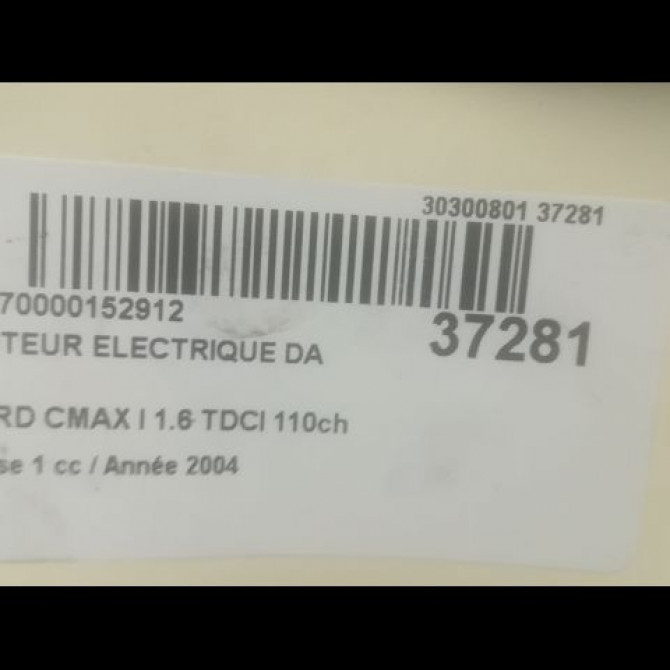 30300801 37281
70000152912
37281
TEUR ELECTRIQUE DA
RD CMAX I 1.6 TDCI 110ch
se 1 cc / Année 2004